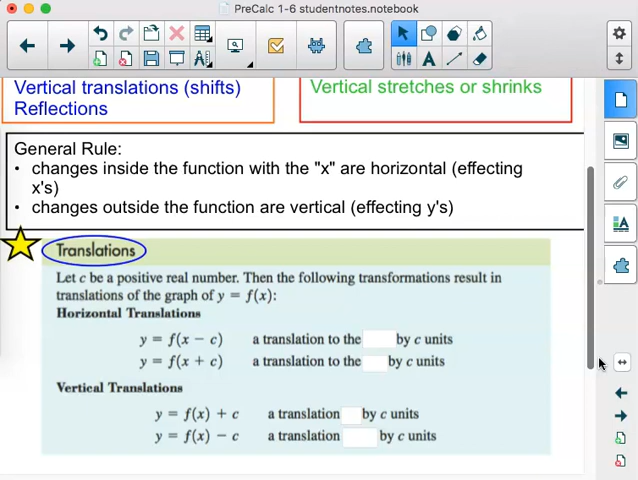 PreCalc 1-6 studentnotes.notebook
Vertical translations (shifts)
Reflections
Vertical stretches or shrinks
General Rule:
• changes inside the function with the "x" are horizontal (effecting
x's)
• changes outside the function are vertical (effecting y's)
Translations
Let c be a positive real number. Then the following transformations result in
translations of the graph of y = f(x):
Horizontal Translations
y = f(x − c) a translation to the by c units
y = f(x + c) a translation to the by c units
Vertical Translations
y = f(x) + c a translation by c units
y = f(x) − c a translation by c units